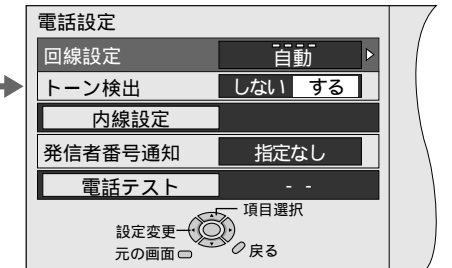 電話設定
回線設定 自動
トーン検出 しない する
内線設定
発信者番号通知 指定なし
電話テスト - -
項目選択
設定変更
元の画面 戻る